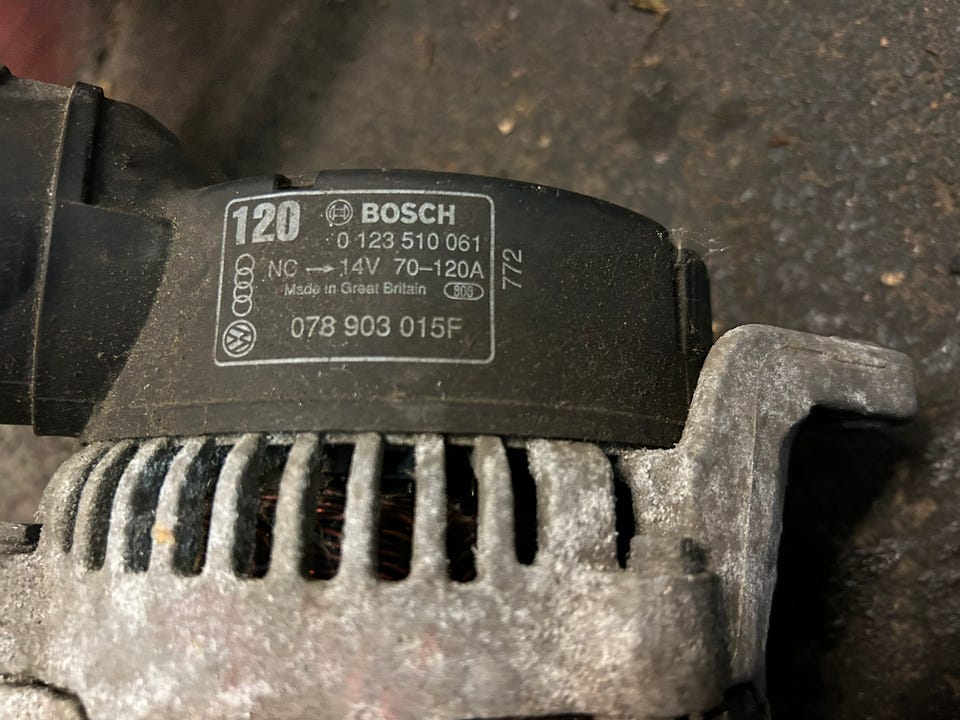 120 BOSCH
0 123 510 061
NC → 14V 70–120A
Made in Great Britain 806
078 903 015F
772